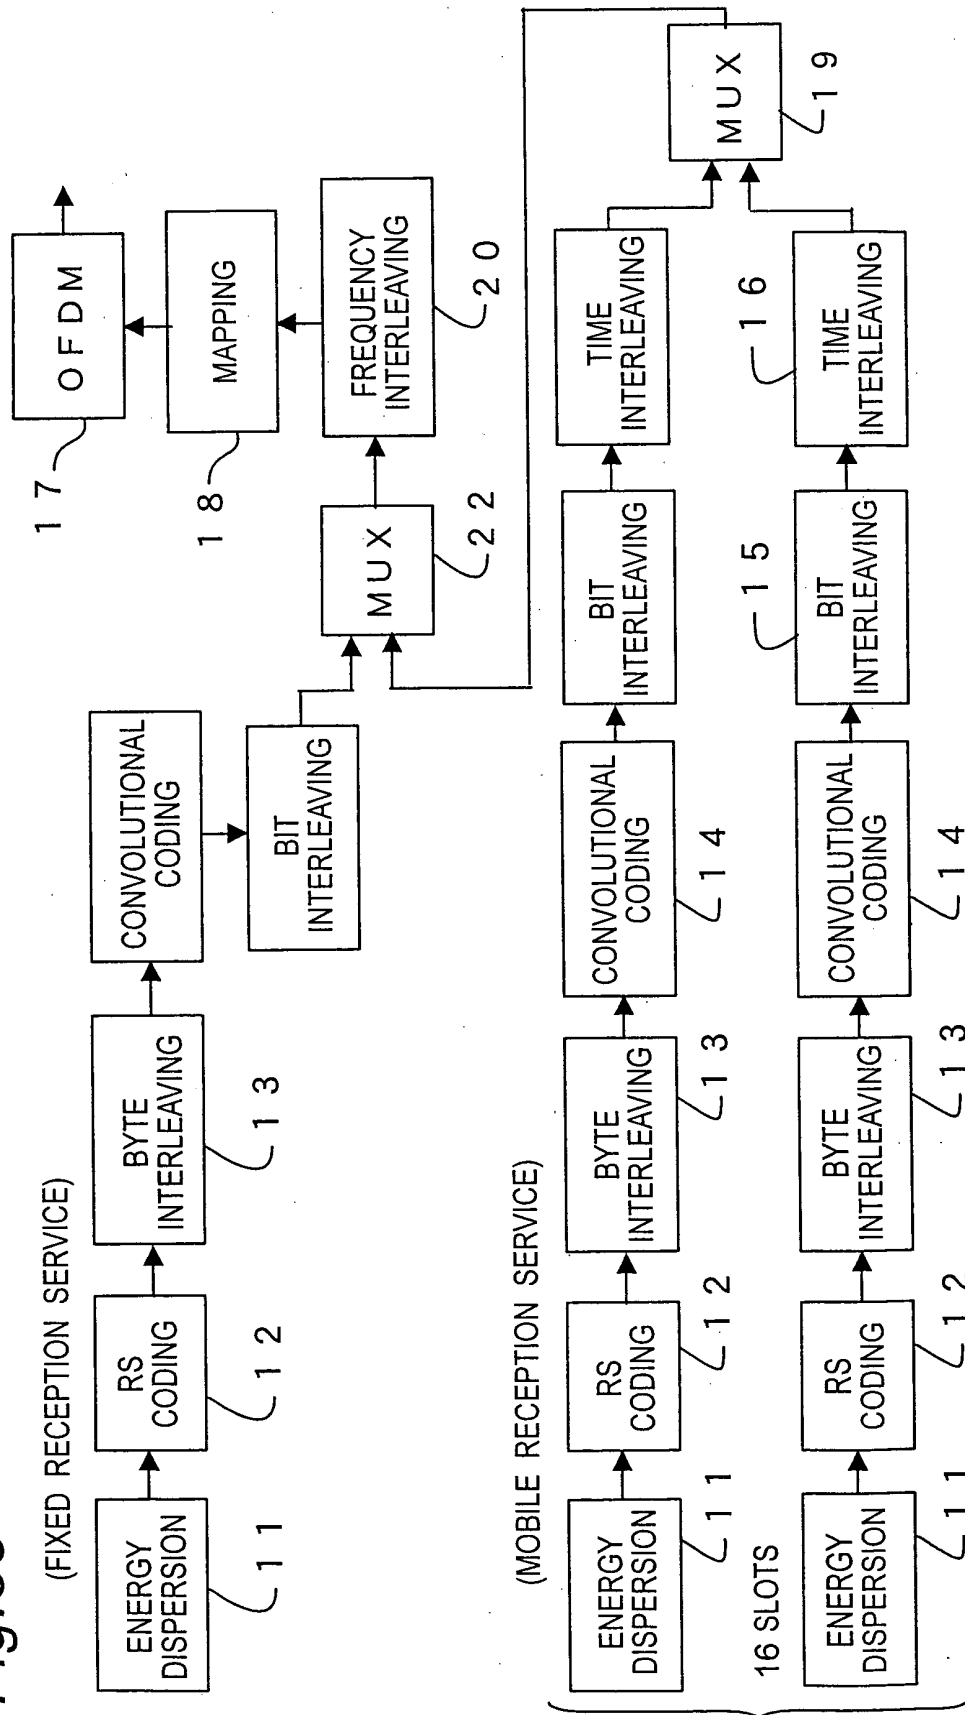 (FIXED RECEPTION SERVICE)
ENERGY
DISPERSION
11
RS
CODING
12
BYTE
INTERLEAVING
13
CONVOLUTIONAL
CODING
BIT
INTERLEAVING
MUX
22
FREQUENCY
INTERLEAVING
20
MAPPING
18
OFDM
17
(MOBILE RECEPTION SERVICE)
ENERGY
DISPERSION
11
RS
CODING
12
BYTE
INTERLEAVING
13
CONVOLUTIONAL
CODING
14
BIT
INTERLEAVING
TIME
INTERLEAVING
MUX
19
16 SLOTS
ENERGY
DISPERSION
11
RS
CODING
12
BYTE
INTERLEAVING
13
CONVOLUTIONAL
CODING
14
BIT
INTERLEAVING
15
TIME
INTERLEAVING
16